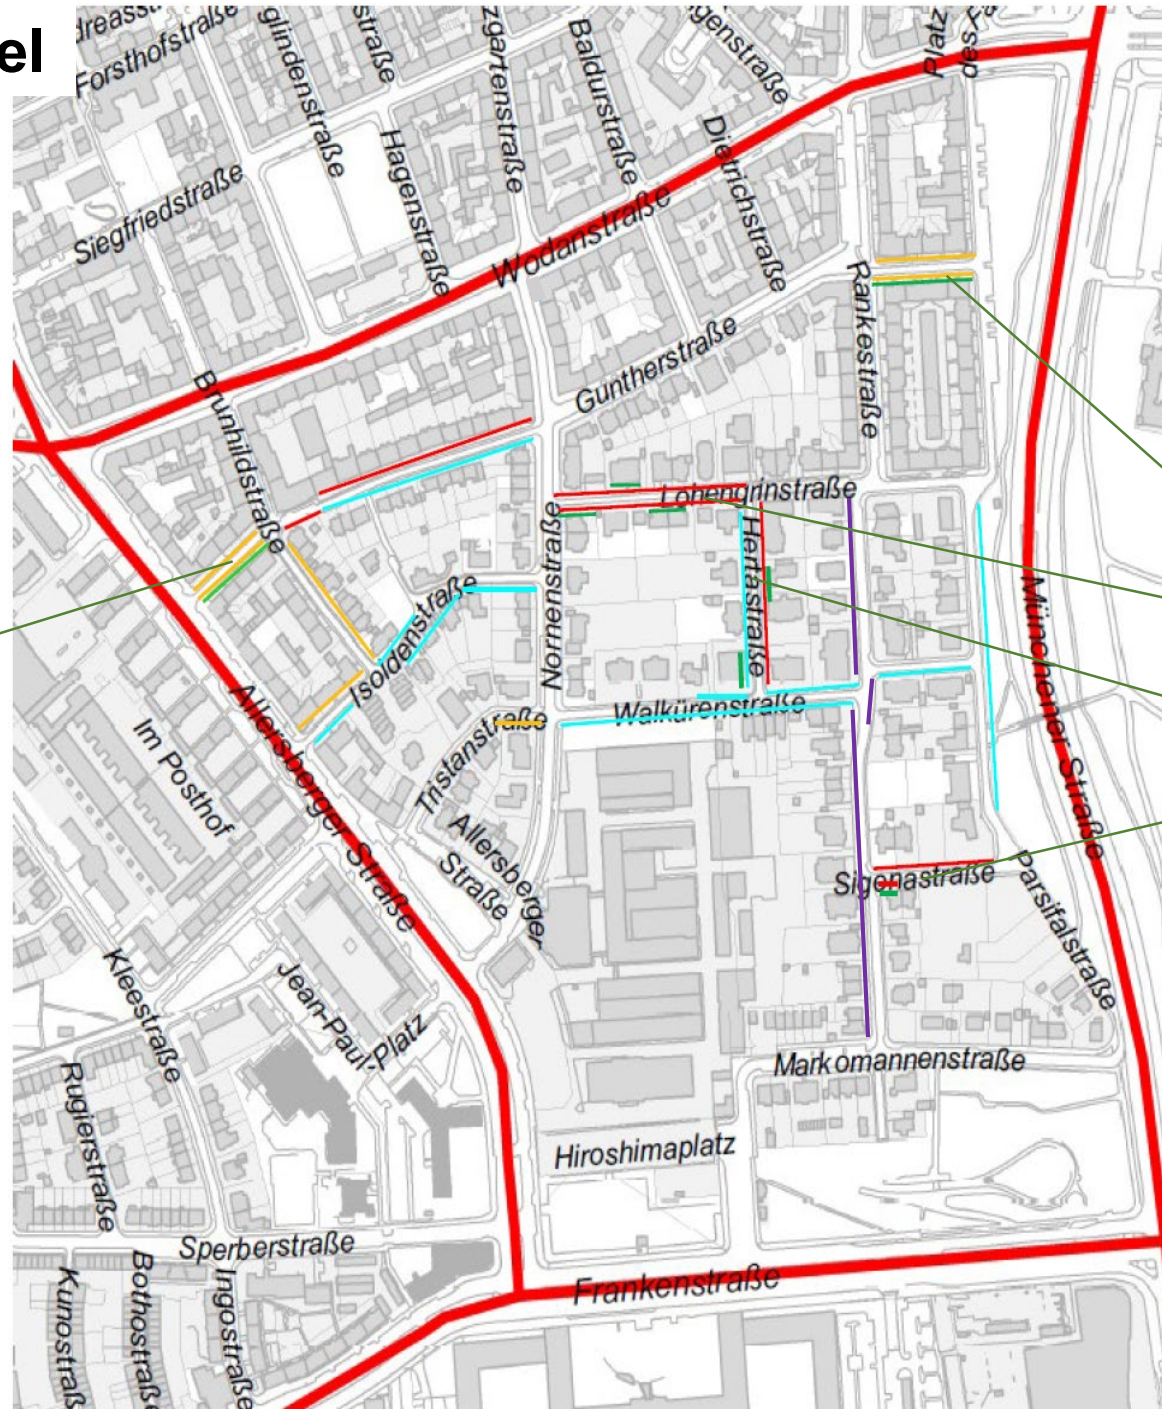 el
Forsthofstraße
Hagenstraße
Baldurstraße
Dietrichstraße
Siegfriedstraße
Wodanstraße
Rankestraße
Guntherstraße
Brunhildstraße
Lohengrinstraße
Hertastraße
Nornenstraße
Isoldenstraße
Walkürenstraße
Tristanstraße
Münchener Straße
Allersberger Straße
Im Posthof
Allersberger
Straße
Sigenastraße
Parsifalstraße
Kleestraße
Jean-Paul-
Platz
Markomannenstraße
Rugierstraße
Hiroshimaplatz
Sperberstraße
Frankenstraße
Bothostraße
Ingostraße